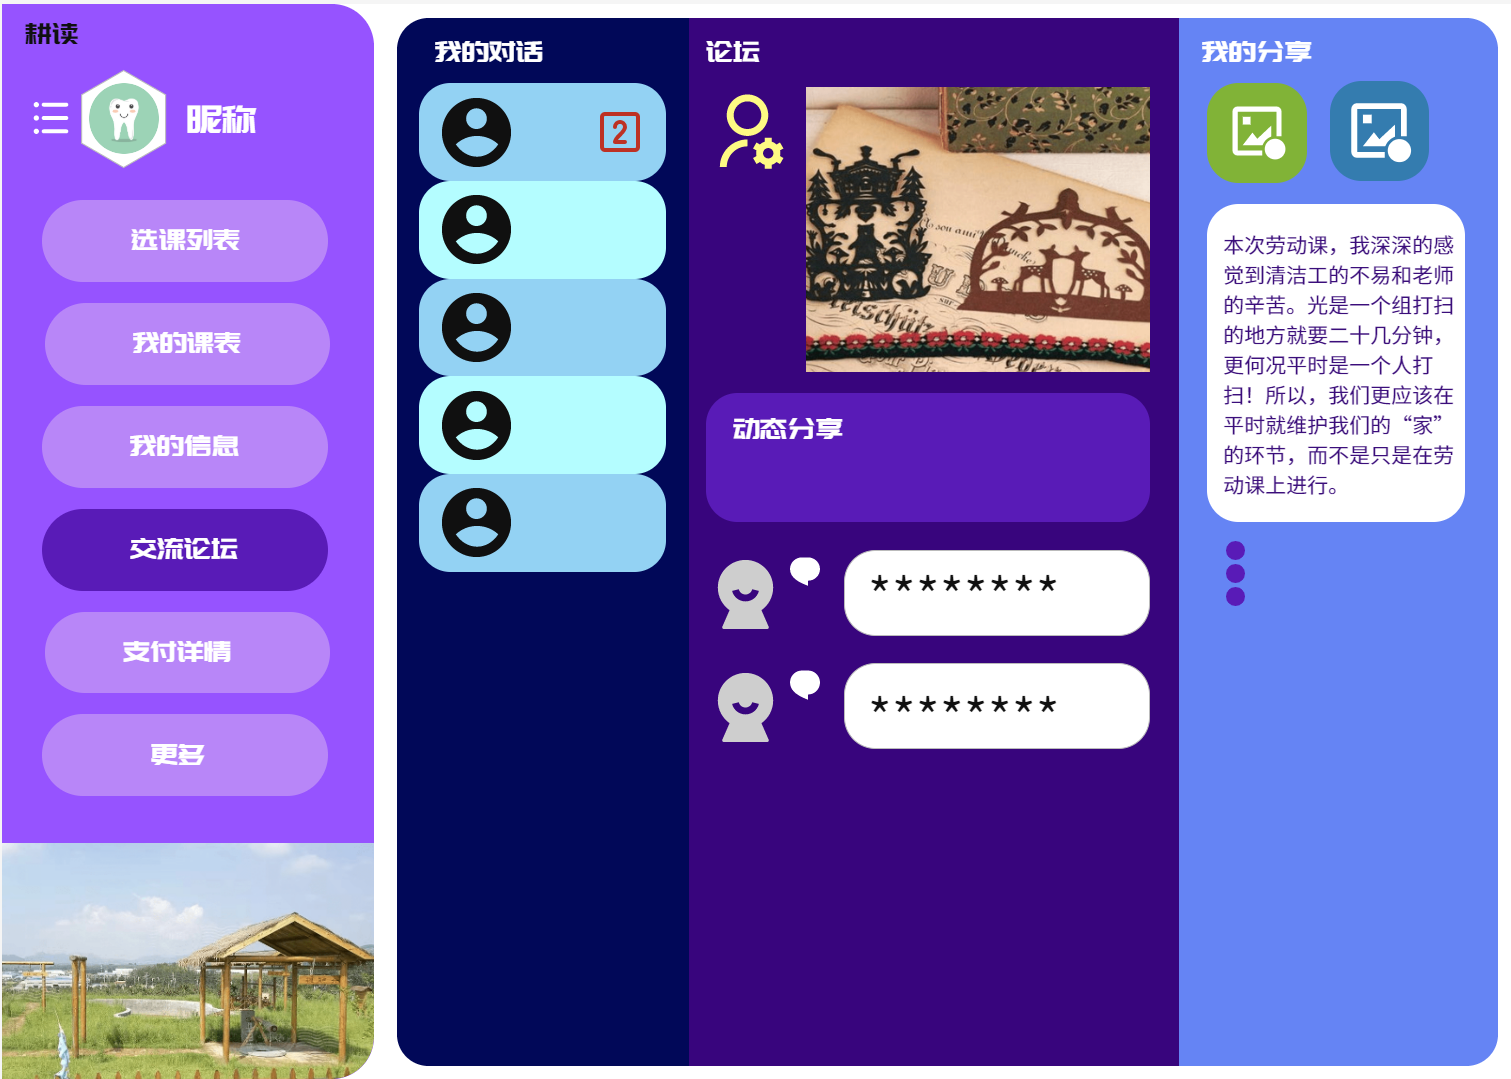 耕读
昵称
选课列表
我的课表
我的信息
交流论坛
支付详情
更多
我的对话
2
论坛
动态分享
********
********
我的分享
本次劳动课，我深深的感
觉到清洁工的不易和老师
的辛苦。光是一个组打扫
的地方就要二十几分钟，
更何况平时是一个人打
扫！所以，我们更应该在
平时就维护我们的“家”
的环节，而不是只是在劳
动课上进行。